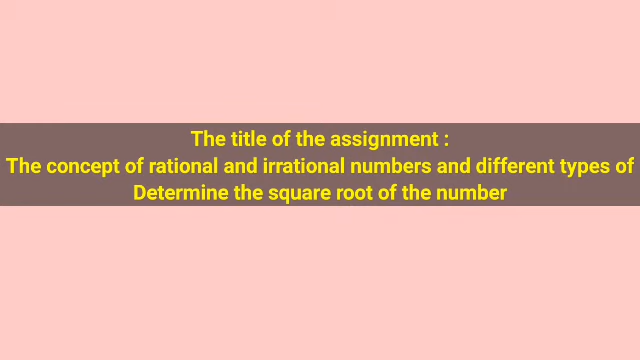 The title of the assignment :
The concept of rational and irrational numbers and different types of
Determine the square root of the number